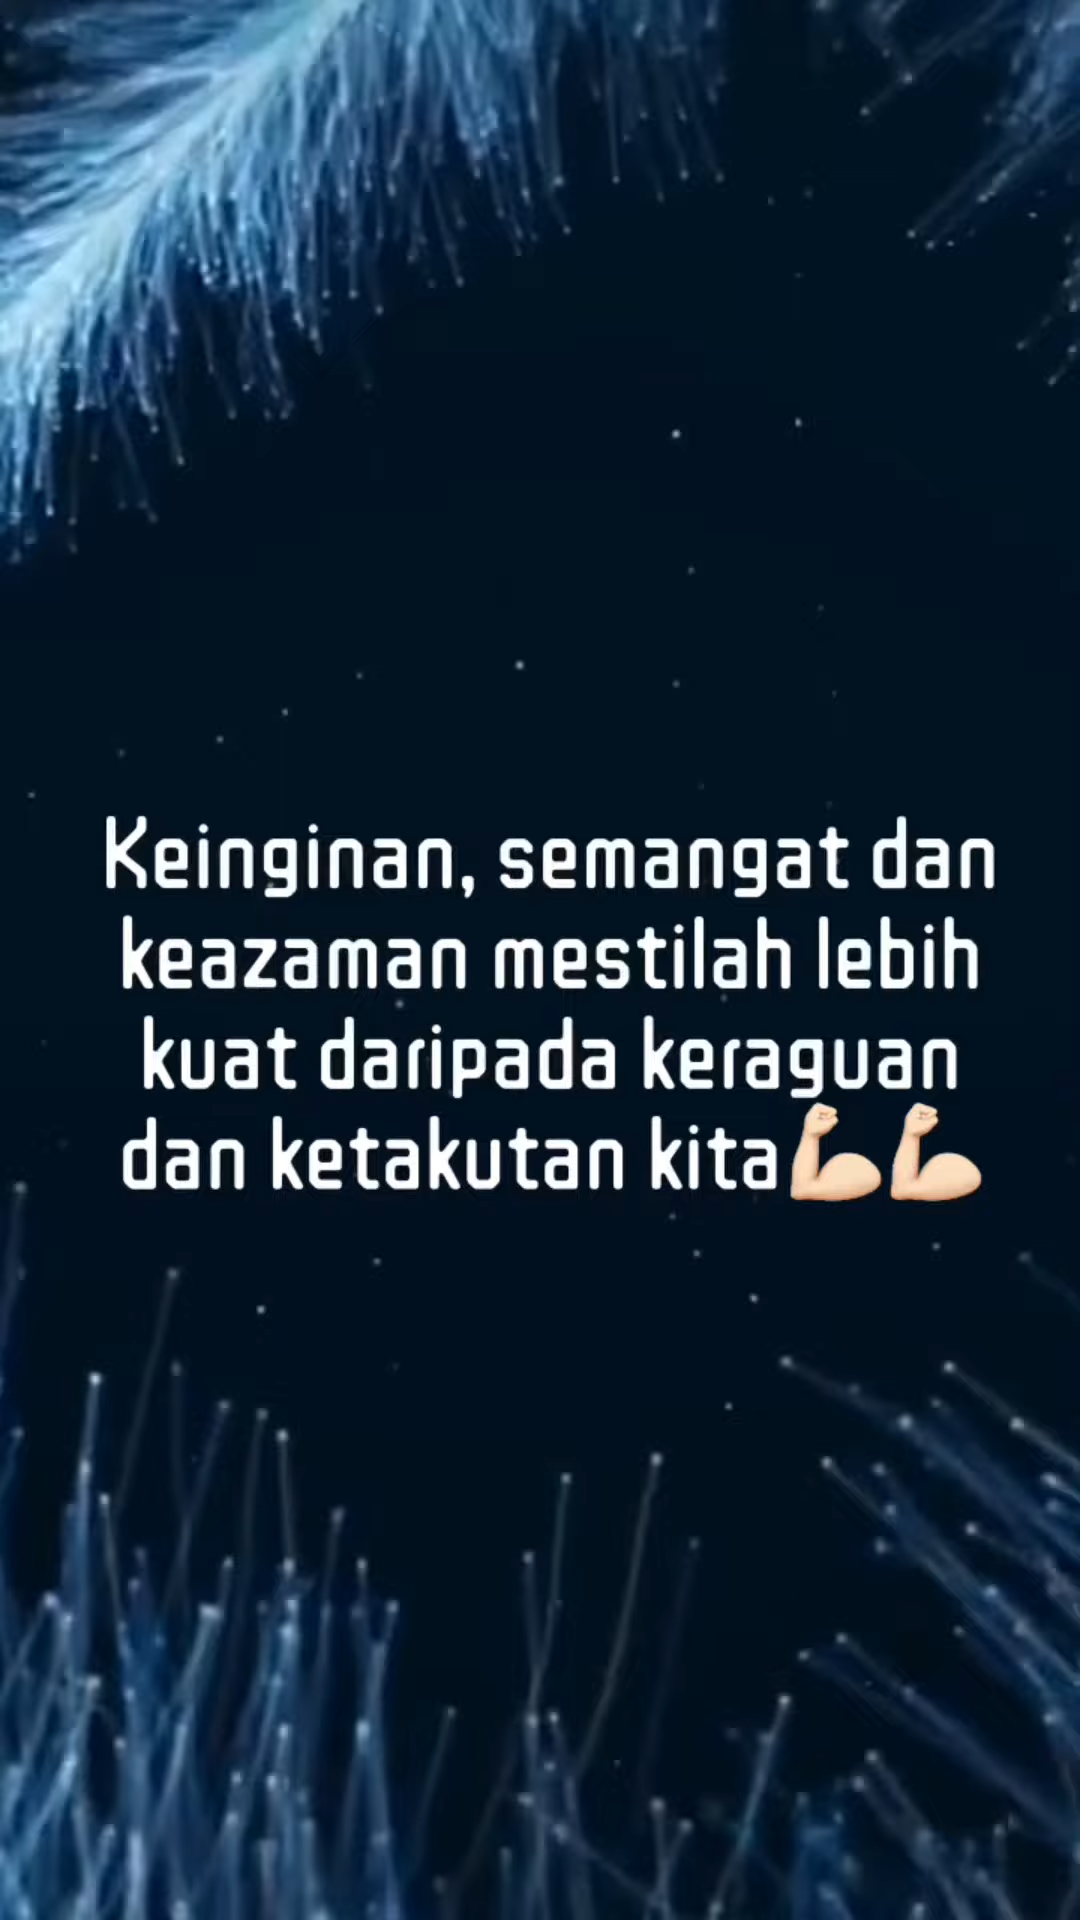 Keinginan, semangat dan
keazaman mestilah lebih
kuat daripada keraguan
dan ketakutan kita💪🏻💪🏻